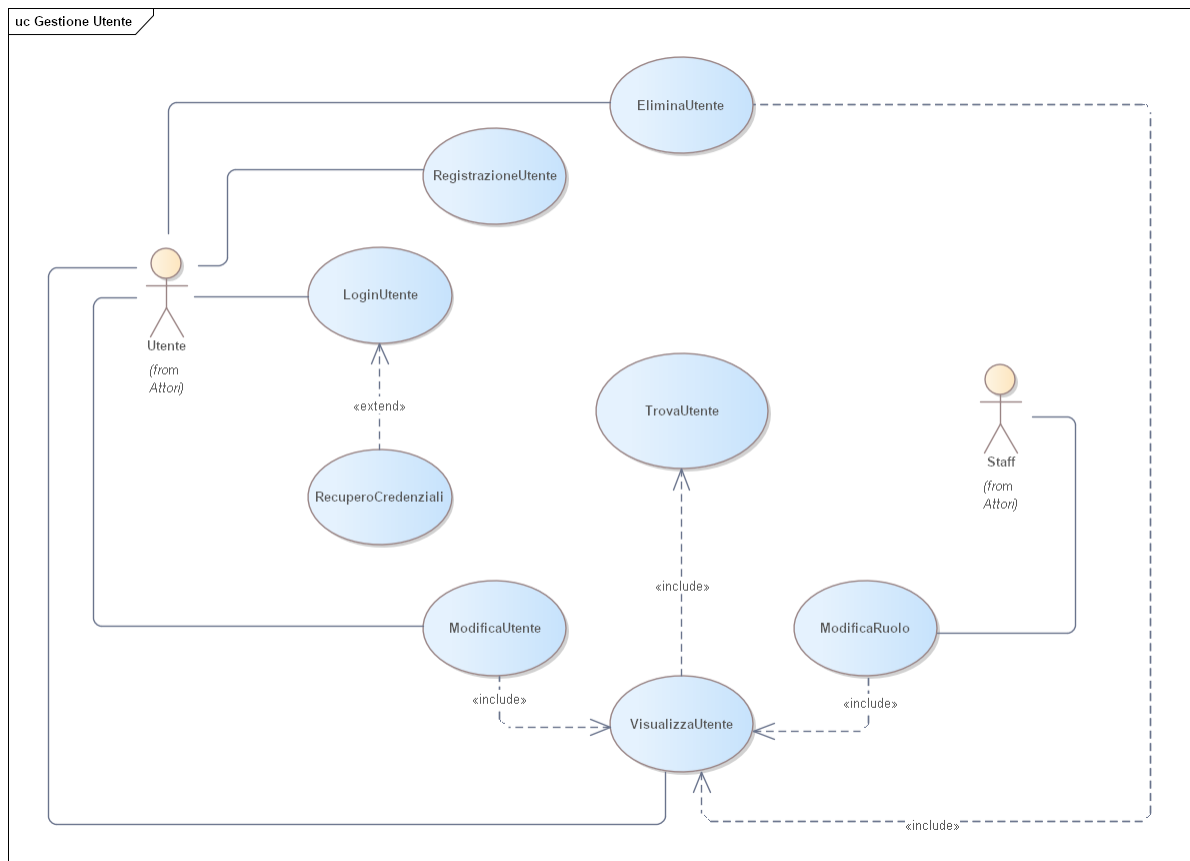 uc Gestione Utente
EliminaUtente
RegistrazioneUtente
LoginUtente
Utente
(from
Attori)
«extend»
TrovaUtente
Staff
(from
Attori)
RecuperoCredenziali
«include»
ModificaUtente
ModificaRuolo
«include»
«include»
VisualizzaUtente
«include»